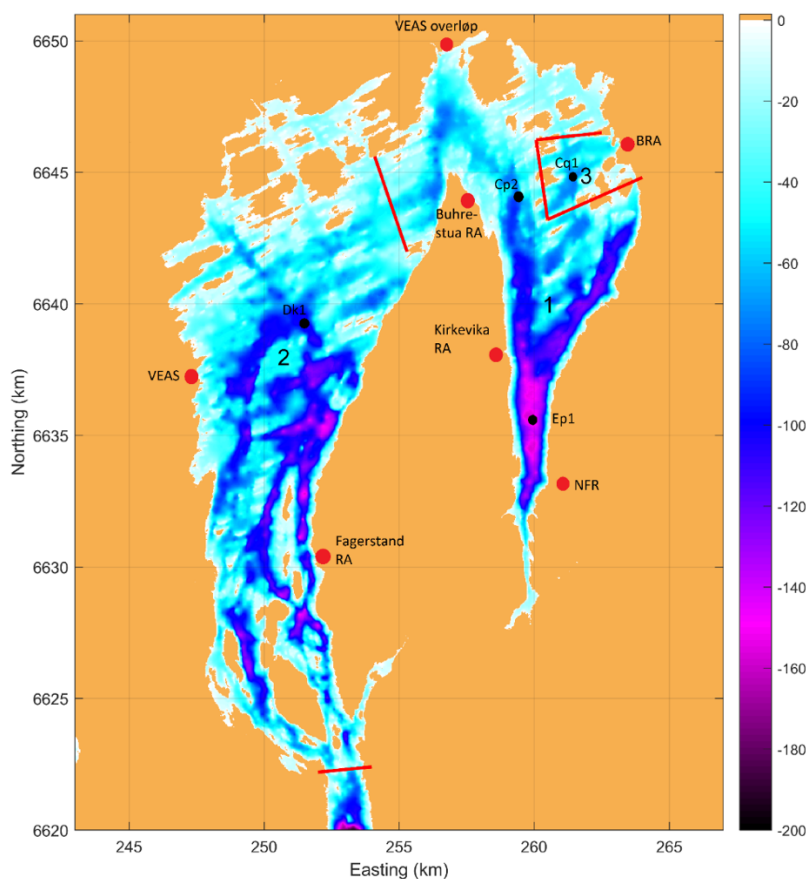 VEAS overløp
6650
0
BRA
Cq1
3
6645
-20
Cp2
Buhre-
stua RA
-40
1
6640
-60
Dk1
Kirkevika
RA
2
-80
VEAS
Northing (km)
6635
Ep1
-100
NFR
-120
Fagerstand
RA
6630
-140
6625
-160
-180
6620
-200
245
250
255
260
265
Easting (km)